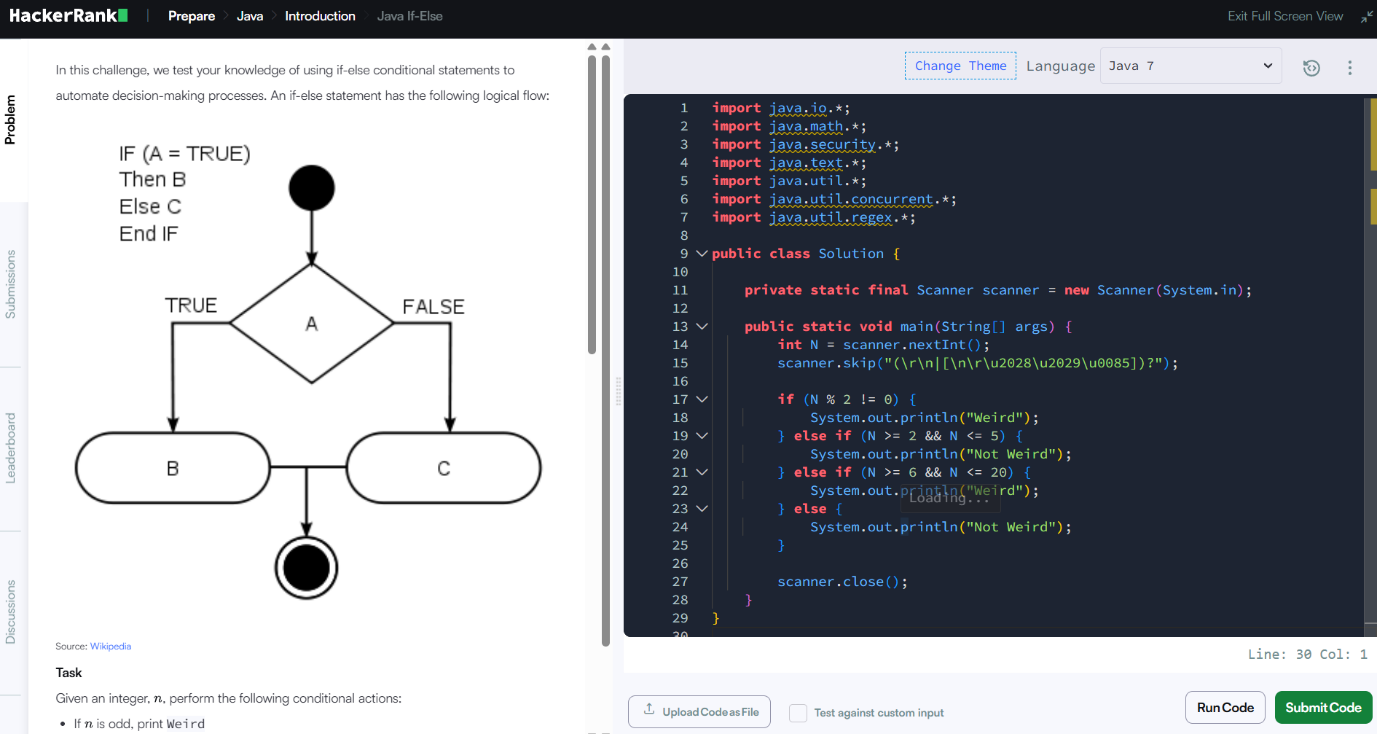 HackerRank | Prepare > Java > Introduction > Java If-Else Exit Full Screen View
Problem
Submissions
Leaderboard
Discussions
In this challenge, we test your knowledge of using if-else conditional statements to
automate decision-making processes. An if-else statement has the following logical flow:
IF (A = TRUE)
Then B
Else C
End IF
TRUE
FALSE
A
B
C
Source: Wikipedia
Task
Given an integer, n, perform the following conditional actions:
• If n is odd, print Weird
Change Theme Language Java 7
1 import java.io.*;
2 import java.math.*;
3 import java.security.*;
4 import java.text.*;
5 import java.util.*;
6 import java.util.concurrent.*;
7 import java.util.regex.*;
8
9 public class Solution {
10
11 private static final Scanner scanner = new Scanner(System.in);
12
13 public static void main(String[] args) {
14 int N = scanner.nextInt();
15 scanner.skip("(\r\n|[\n\r\u2028\u2029\u0085])?");
16
17 if (N % 2 != 0) {
18 System.out.println("Weird");
19 } else if (N >= 2 && N <= 5) {
20 System.out.println("Not Weird");
21 } else if (N >= 6 && N <= 20) {
22 System.out.println("Weird");
Loading...
23 } else {
24 System.out.println("Not Weird");
25 }
26
27 scanner.close();
28 }
29 }
30
Line: 30 Col: 1
Upload Code as File
Test against custom input
Run Code
Submit Code